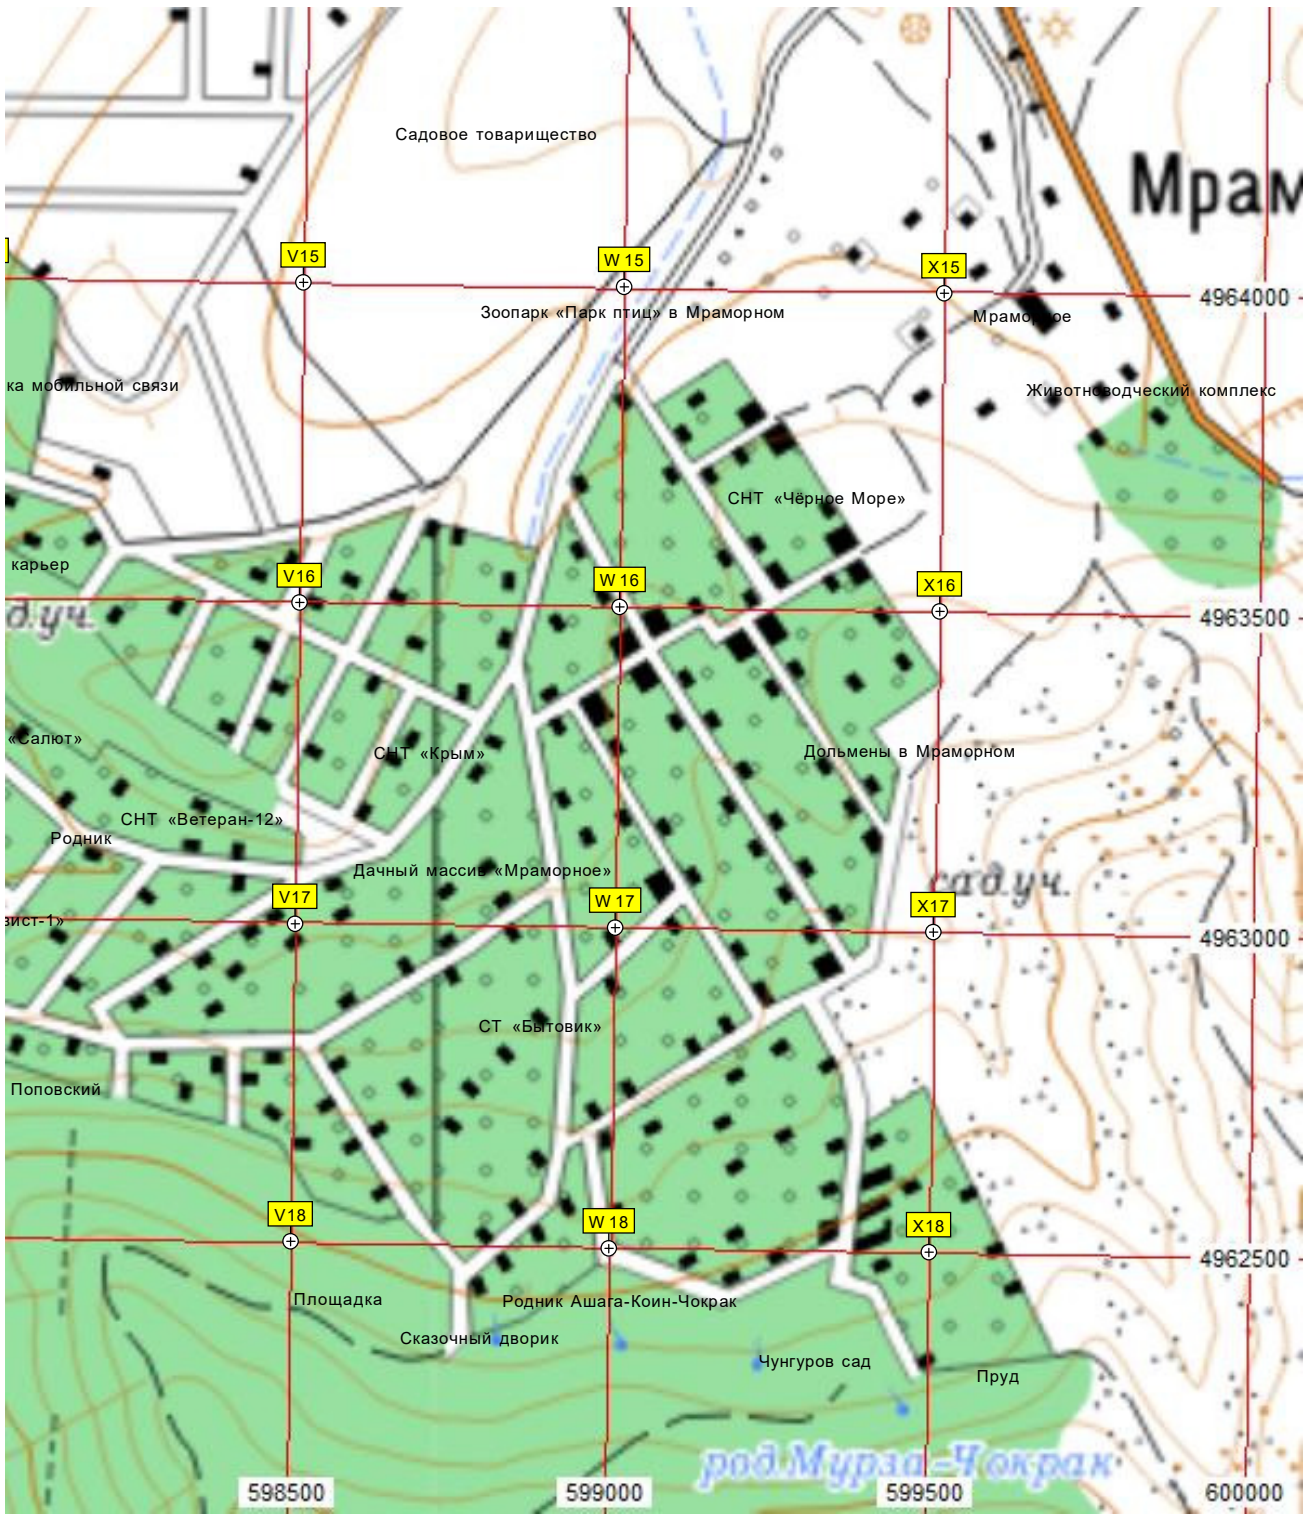 Садовое товарищество
Мрам
V15
W 15
X15
4964000
Зоопарк «Парк птиц» в Мраморном
Мраморное
ка мобильной связи
Животноводческий комплекс
СНТ «Чёрное Море»
карьер
V16
W 16
X16
д.уч.
4963500
«Салют»
СНТ «Крым»
Дольмены в Мраморном
СНТ «Ветеран-12»
Родник
Дачный массив «Мраморное»
сад.уч.
V17
W 17
X17
зист-1»
4963000
СТ «Бытовик»
Поповский
V18
W 18
X18
4962500
Площадка
Родник Ашага-Коин-Чокрак
Сказочный дворик
Чунгуров сад
Пруд
род.Мурза-Чокрак
598500
599000
599500
600000